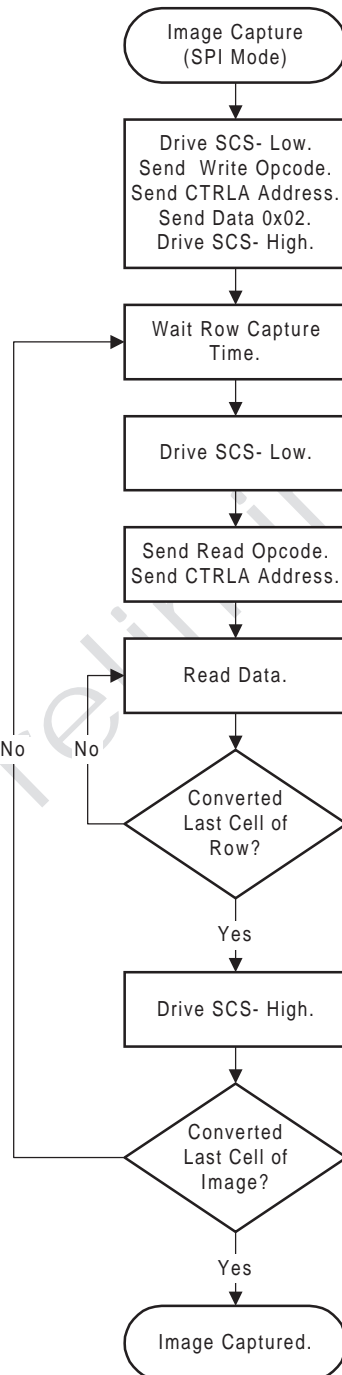 Image Capture
(SPI Mode)
Drive SCS- Low.
Send Write Opcode.
Send CTRLA Address.
Send Data 0x02.
Drive SCS- High.
Wait Row Capture
Time.
Drive SCS- Low.
Send Read Opcode.
Send CTRLA Address.
Read Data.
No
No
Converted
Last Cell of
Row?
Yes
Drive SCS- High.
Converted
Last Cell of
Image?
Yes
Image Captured.